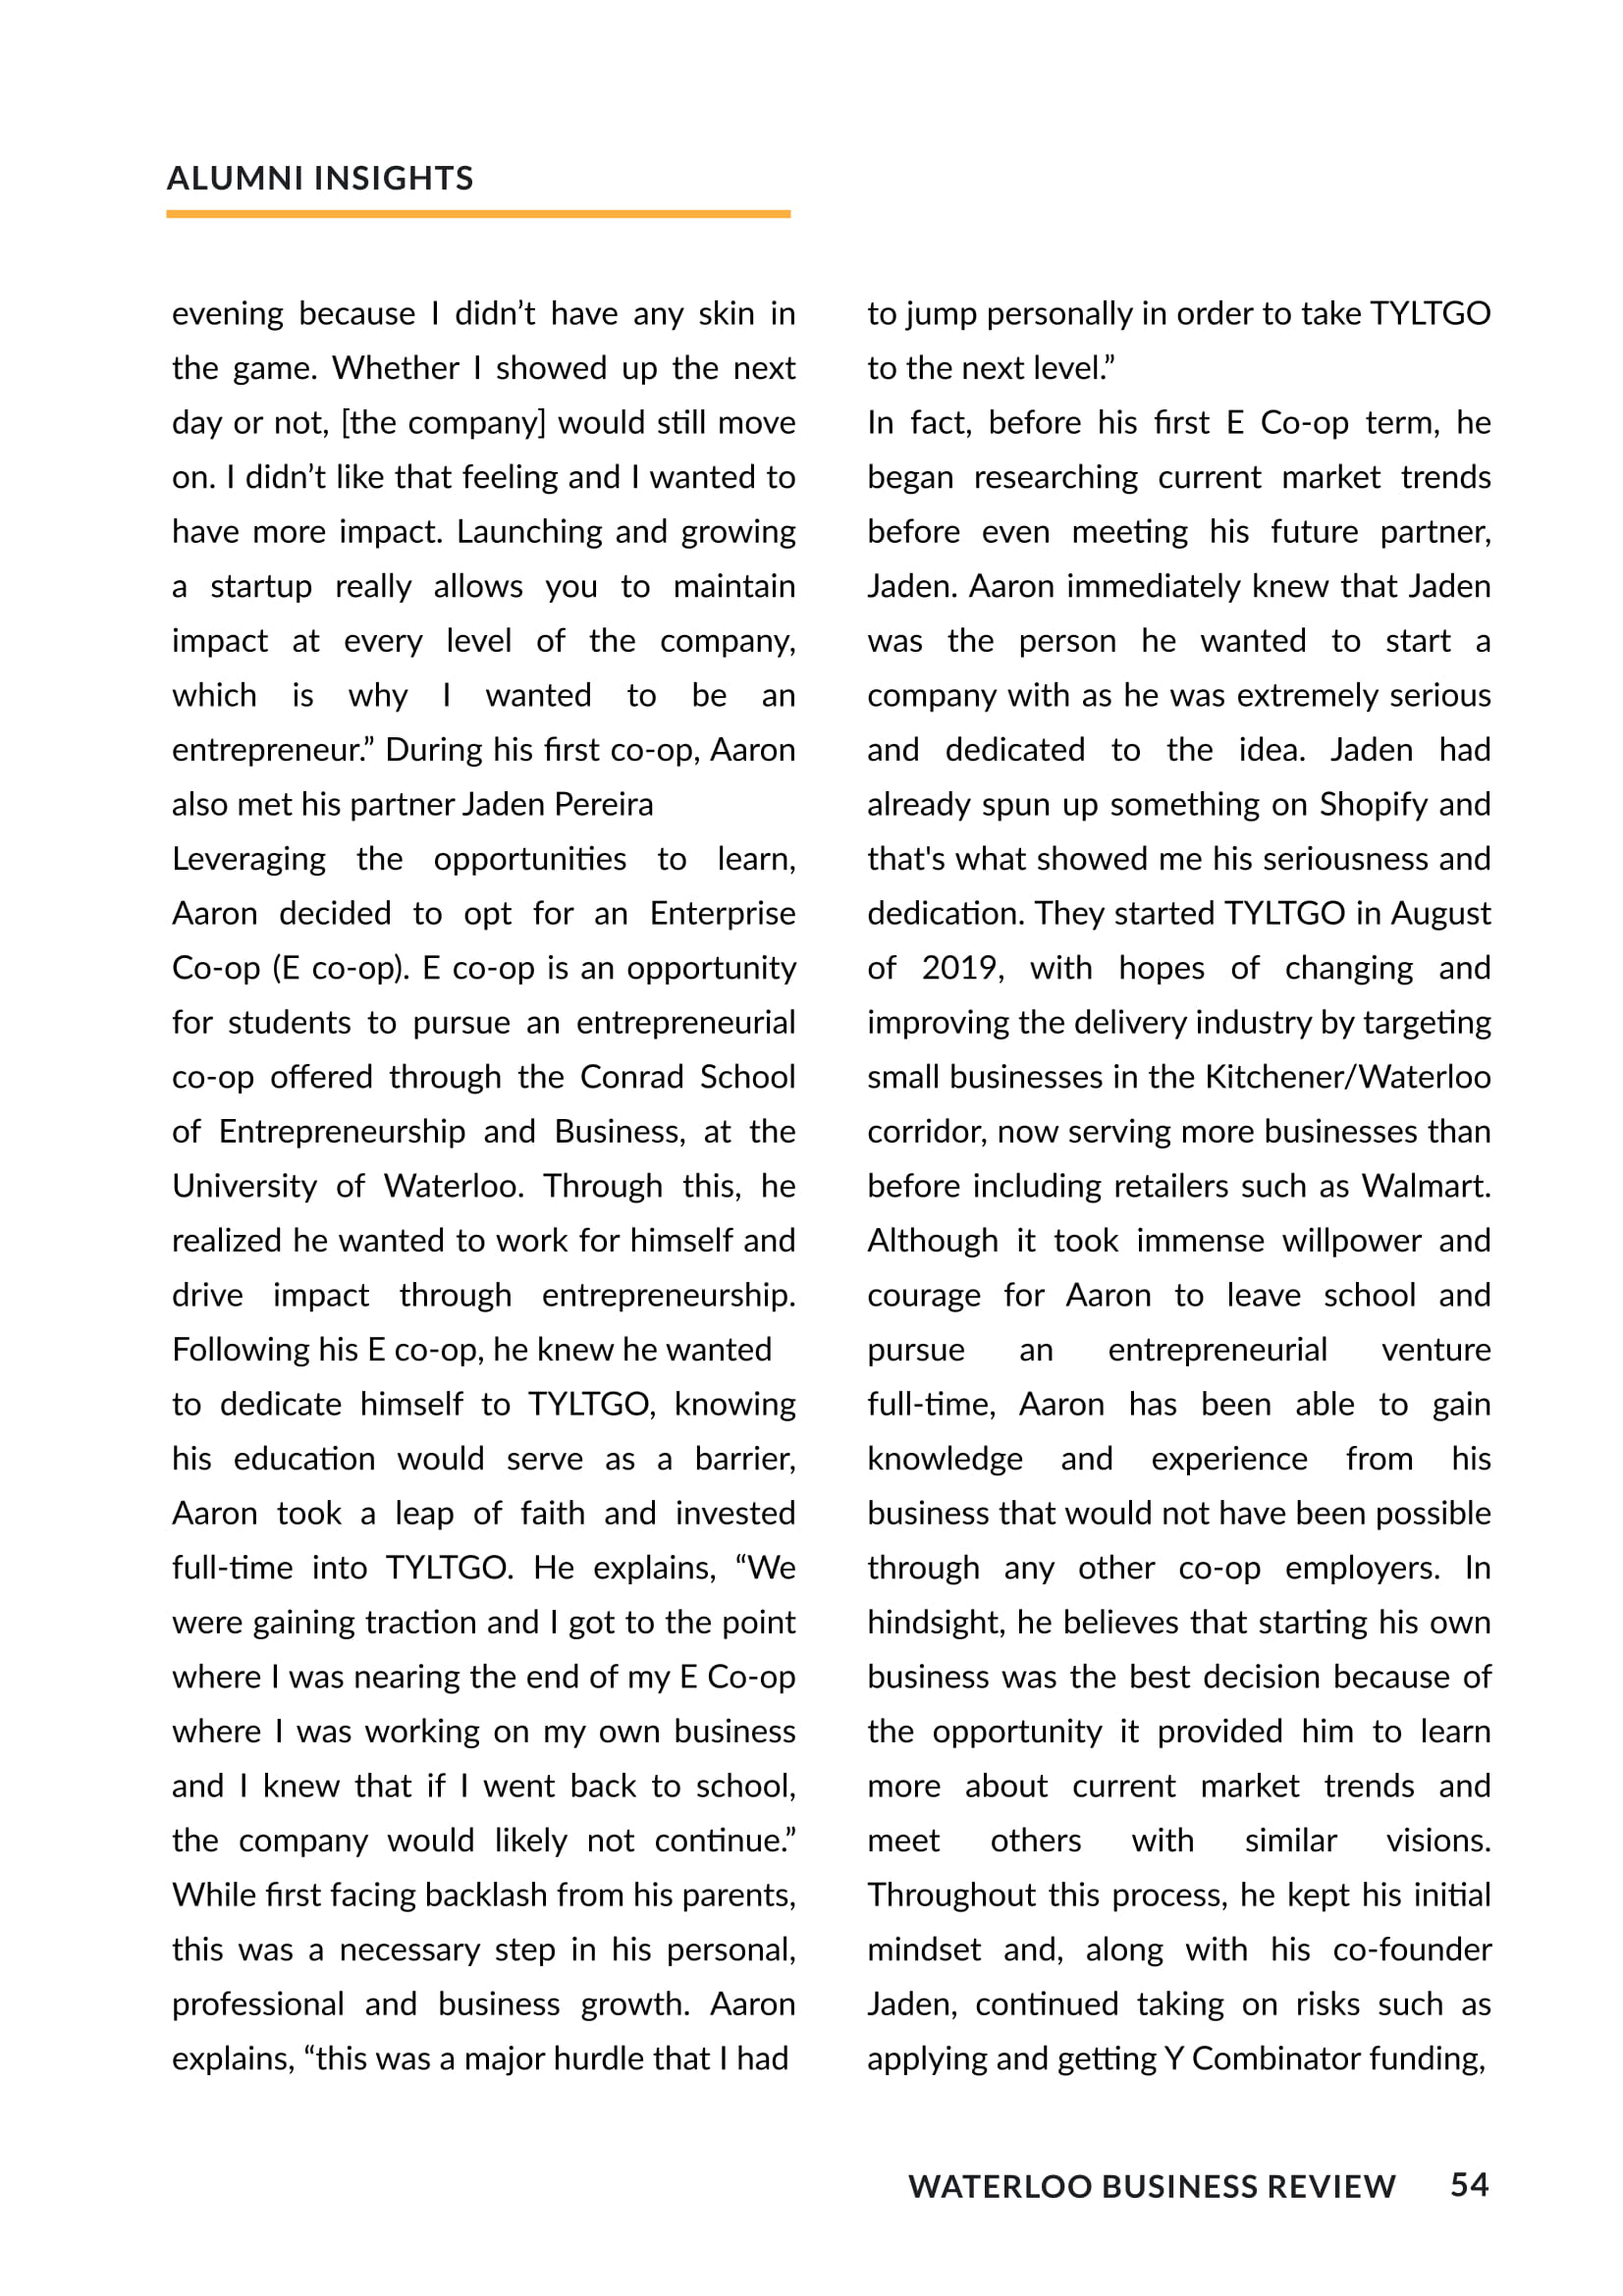 ALUMNI INSIGHTS
evening because I didn’t have any skin in
the game. Whether I showed up the next
day or not, [the company] would still move
on. I didn’t like that feeling and I wanted to
have more impact. Launching and growing
a startup really allows you to maintain
impact at every level of the company,
which is why I wanted to be an
entrepreneur.” During his first co-op, Aaron
also met his partner Jaden Pereira
Leveraging the opportunities to learn,
Aaron decided to opt for an Enterprise
Co-op (E co-op). E co-op is an opportunity
for students to pursue an entrepreneurial
co-op offered through the Conrad School
of Entrepreneurship and Business, at the
University of Waterloo. Through this, he
realized he wanted to work for himself and
drive impact through entrepreneurship.
Following his E co-op, he knew he wanted
to dedicate himself to TYLTGO, knowing
his education would serve as a barrier,
Aaron took a leap of faith and invested
full-time into TYLTGO. He explains, “We
were gaining traction and I got to the point
where I was nearing the end of my E Co-op
where I was working on my own business
and I knew that if I went back to school,
the company would likely not continue.”
While first facing backlash from his parents,
this was a necessary step in his personal,
professional and business growth. Aaron
explains, “this was a major hurdle that I had
to jump personally in order to take TYLTGO
to the next level.”
In fact, before his first E Co-op term, he
began researching current market trends
before even meeting his future partner,
Jaden. Aaron immediately knew that Jaden
was the person he wanted to start a
company with as he was extremely serious
and dedicated to the idea. Jaden had
already spun up something on Shopify and
that's what showed me his seriousness and
dedication. They started TYLTGO in August
of 2019, with hopes of changing and
improving the delivery industry by targeting
small businesses in the Kitchener/Waterloo
corridor, now serving more businesses than
before including retailers such as Walmart.
Although it took immense willpower and
courage for Aaron to leave school and
pursue an entrepreneurial venture
full-time, Aaron has been able to gain
knowledge and experience from his
business that would not have been possible
through any other co-op employers. In
hindsight, he believes that starting his own
business was the best decision because of
the opportunity it provided him to learn
more about current market trends and
meet others with similar visions.
Throughout this process, he kept his initial
mindset and, along with his co-founder
Jaden, continued taking on risks such as
applying and getting Y Combinator funding,
WATERLOO BUSINESS REVIEW 54